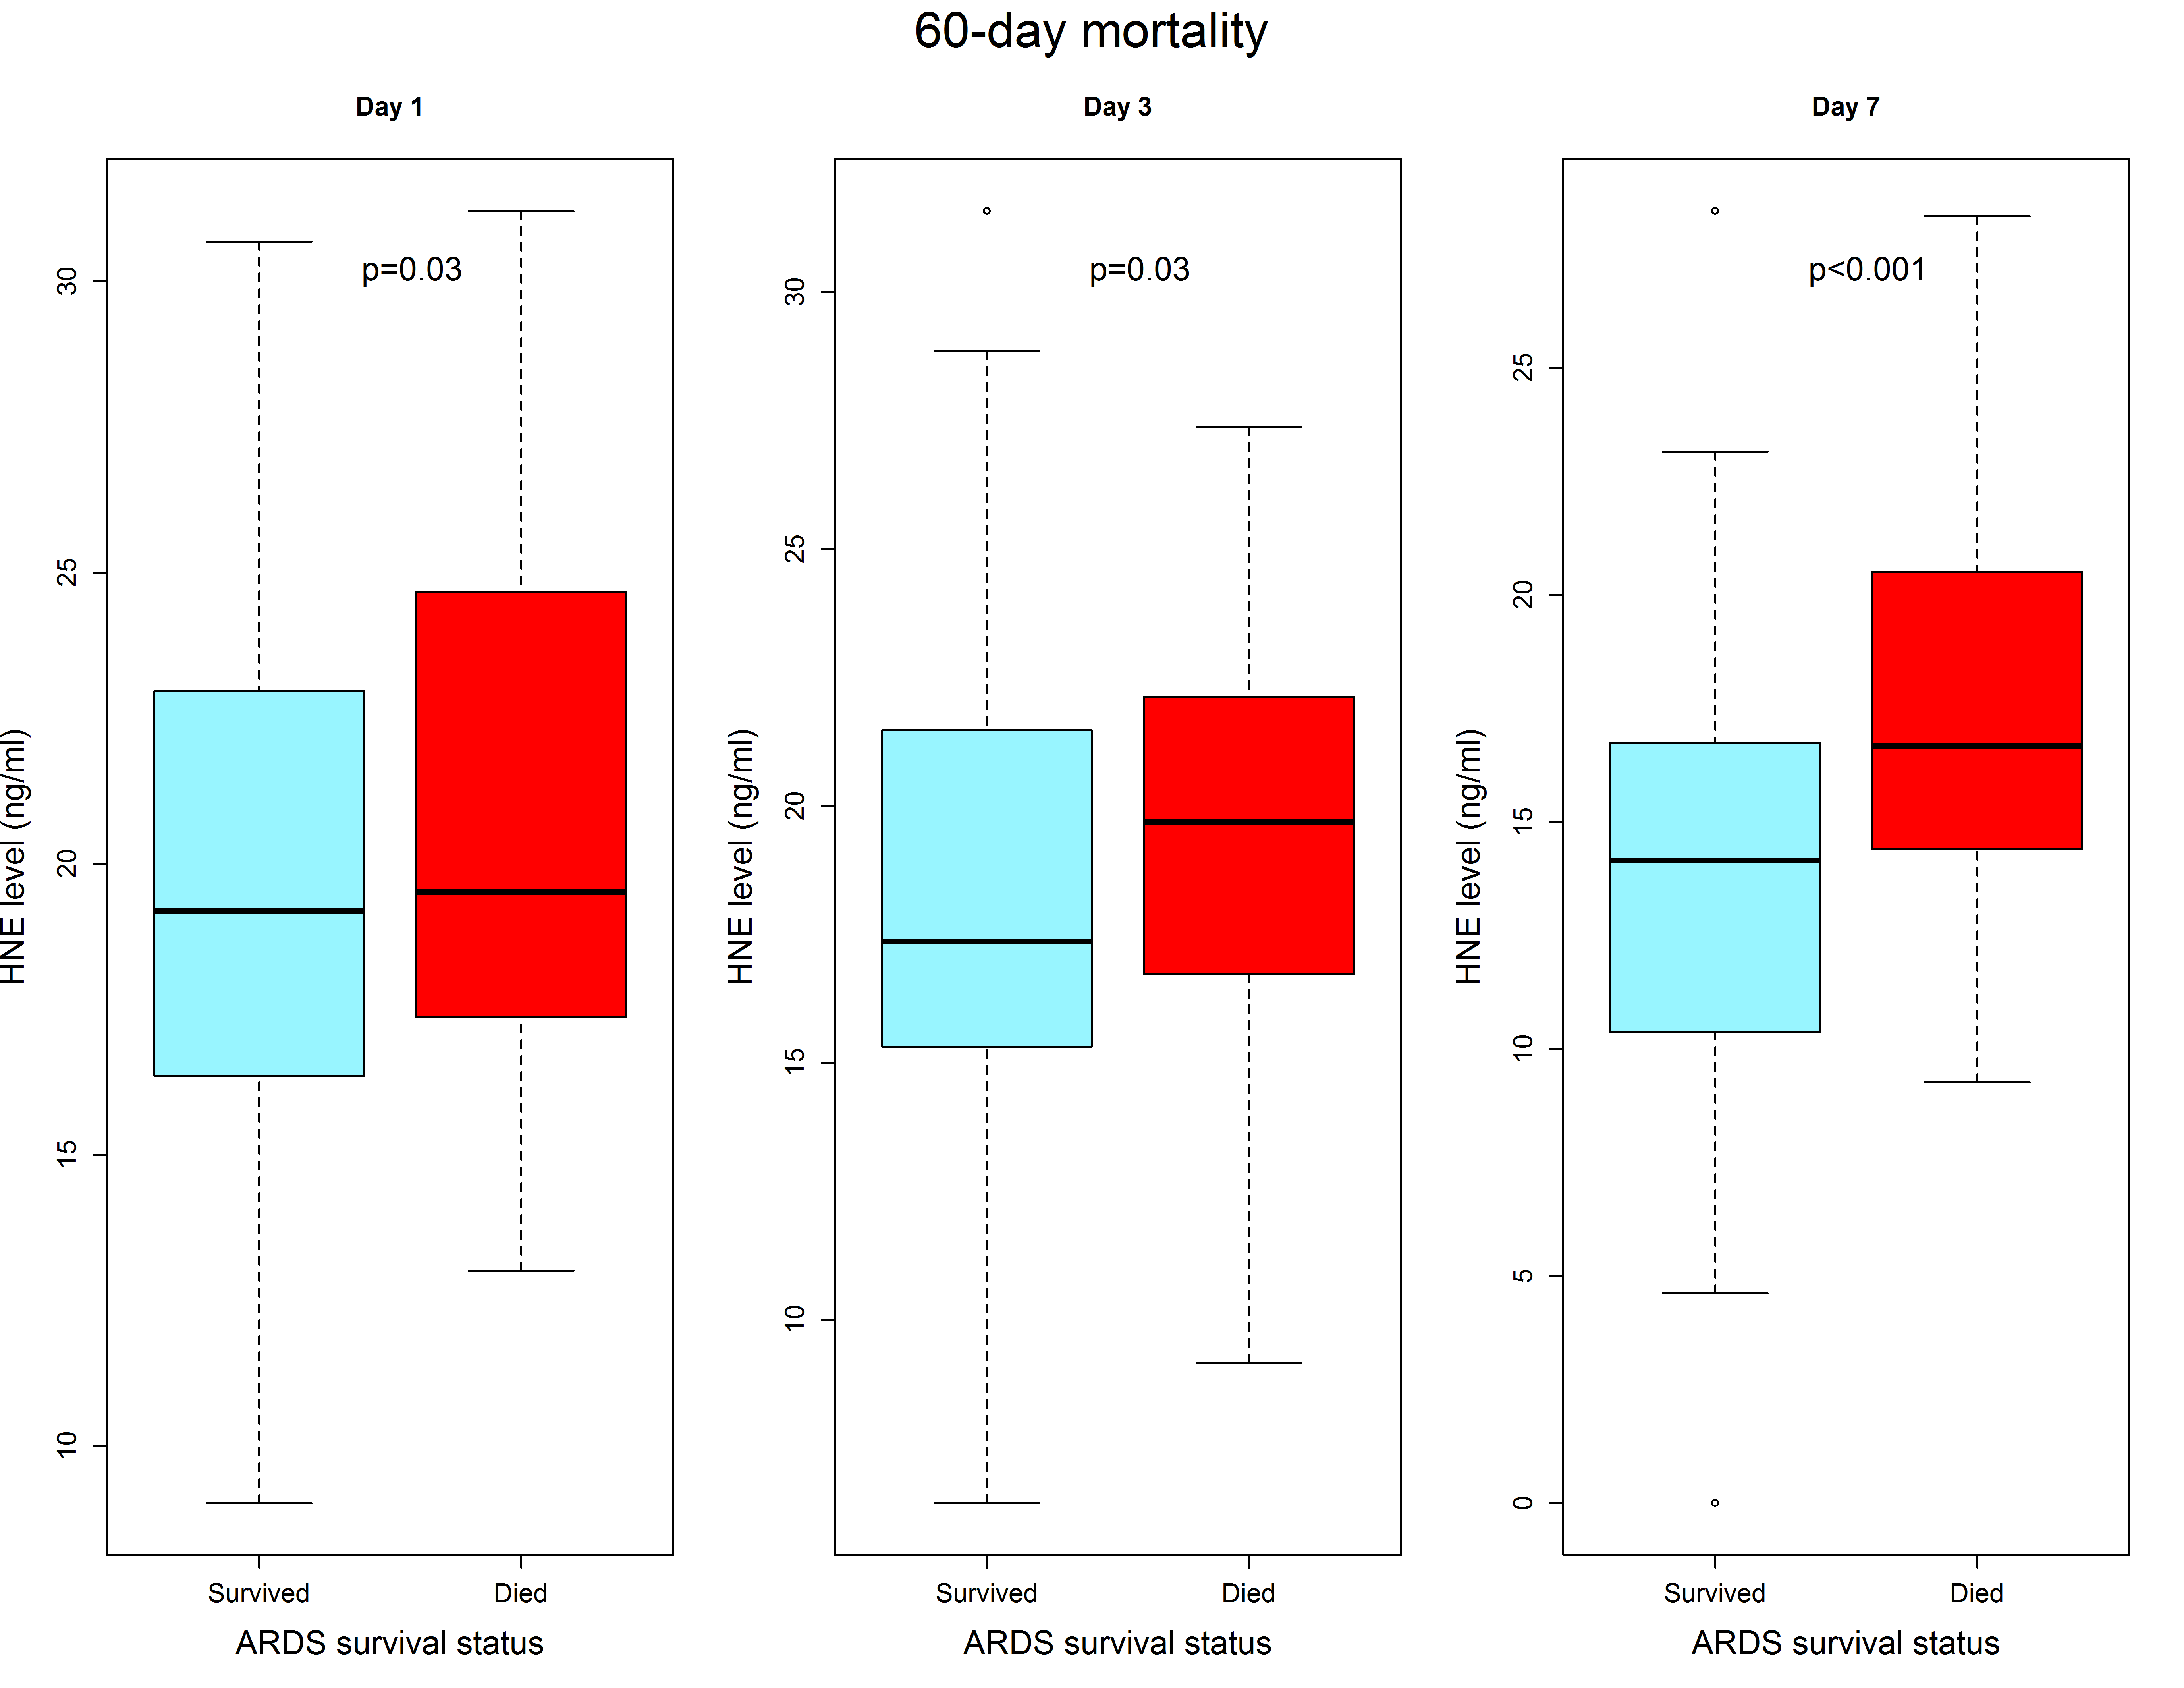 60-day mortality
Day 1
HNE level (ng/ml)
30
25
20
15
10
p=0.03
Survived
Died
ARDS survival status
Day 3
HNE level (ng/ml)
30
25
20
15
10
p=0.03
Survived
Died
ARDS survival status
Day 7
HNE level (ng/ml)
25
20
15
10
5
0
p<0.001
Survived
Died
ARDS survival status